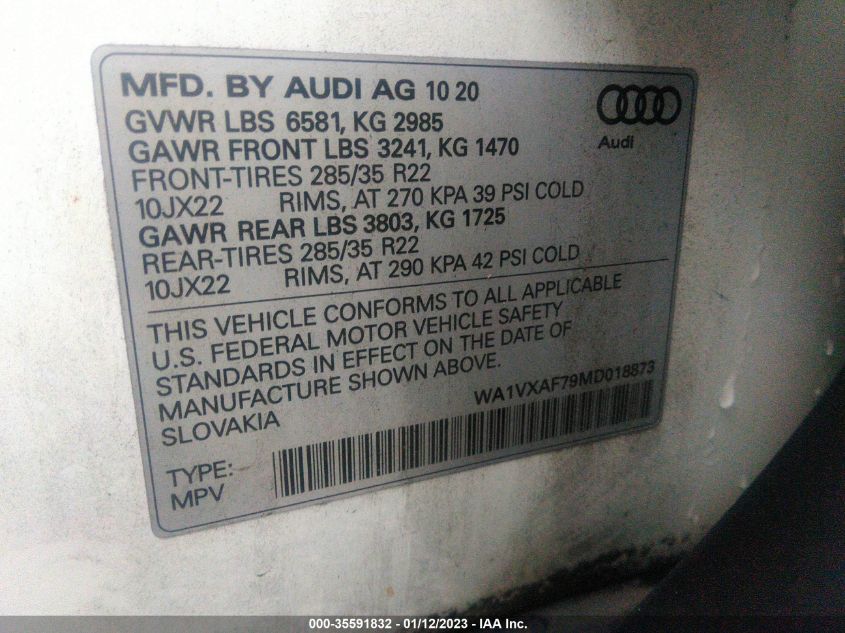 MFD. BY AUDI AG 10 20
Audi
GVWR LBS 6581, KG 2985
GAWR FRONT LBS 3241, KG 1470
FRONT-TIRES 285/35 R22
10JX22 RIMS, AT 270 KPA 39 PSI COLD
GAWR REAR LBS 3803, KG 1725
REAR-TIRES 285/35 R22
10JX22 RIMS, AT 290 KPA 42 PSI COLD
THIS VEHICLE CONFORMS TO ALL APPLICABLE
U.S. FEDERAL MOTOR VEHICLE SAFETY
STANDARDS IN EFFECT ON THE DATE OF
MANUFACTURE SHOWN ABOVE.
SLOVAKIA
WA1VXAF79MD018873
TYPE:
MPV
000-35591832 - 01/12/2023 - IAA Inc.